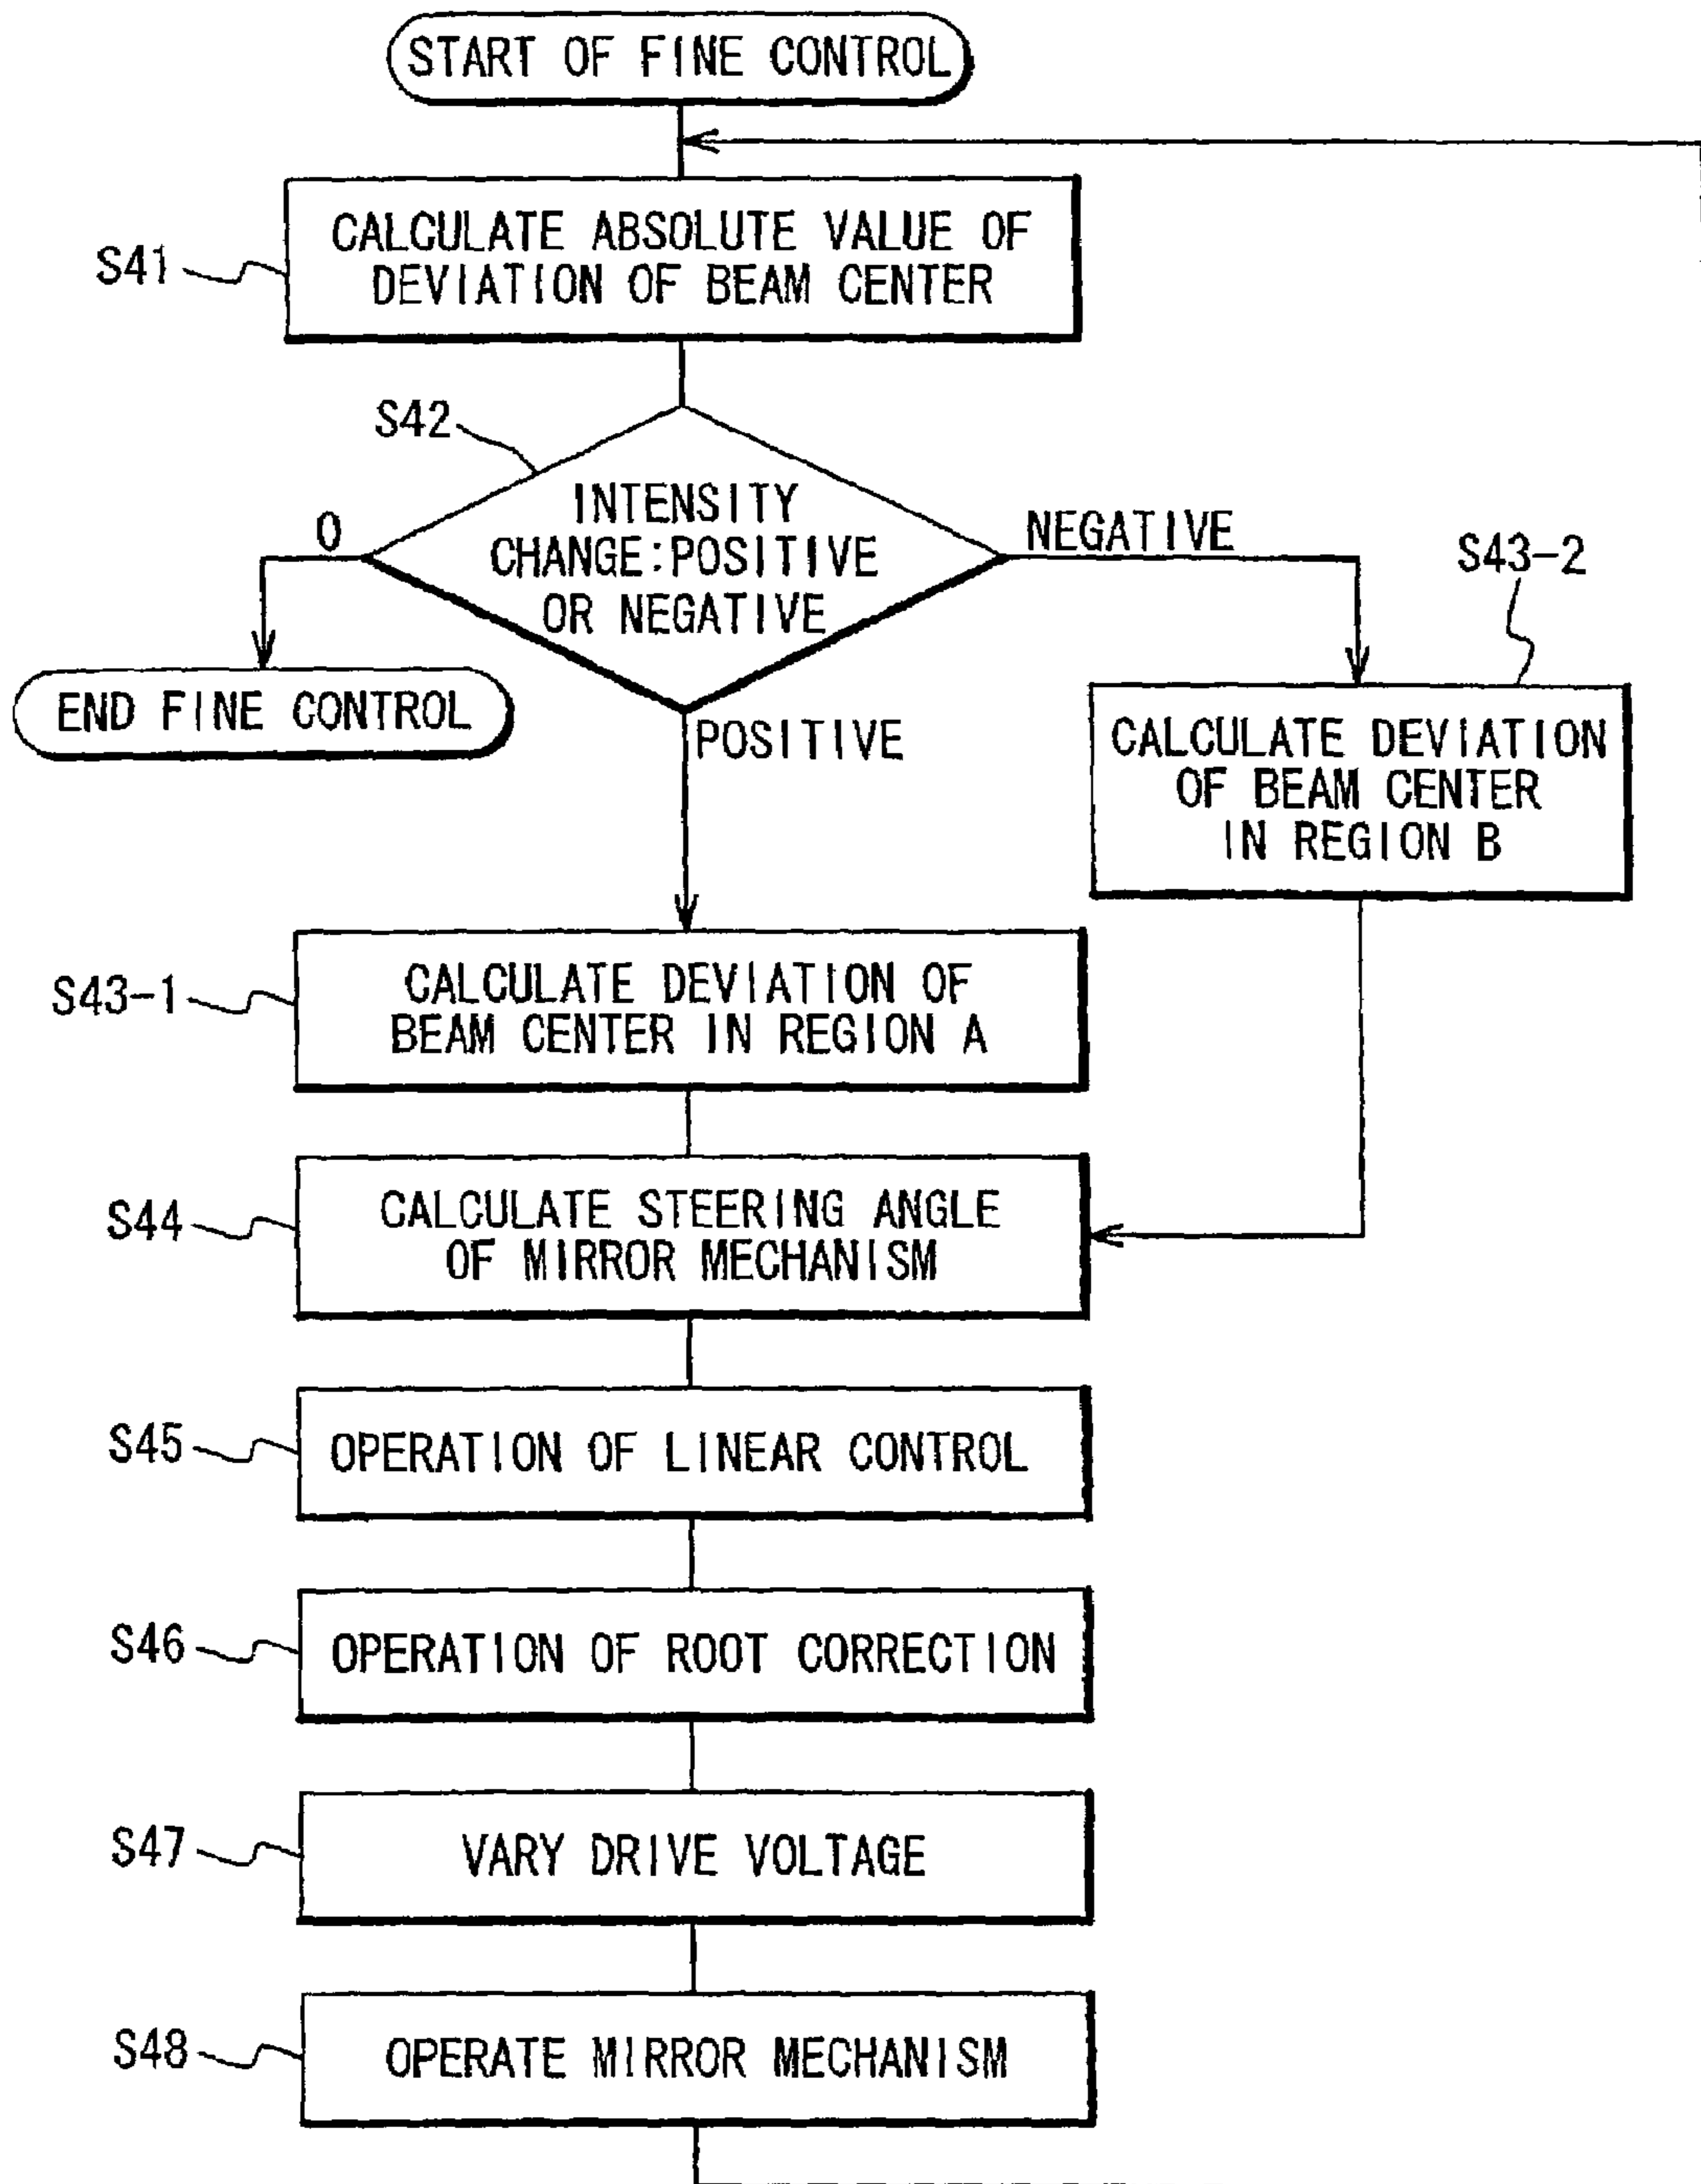 START OF FINE CONTROL
S41
CALCULATE ABSOLUTE VALUE OF
DEVIATION OF BEAM CENTER
S42
INTENSITY
CHANGE:POSITIVE
OR NEGATIVE
0
NEGATIVE
S43-2
END FINE CONTROL
POSITIVE
CALCULATE DEVIATION
OF BEAM CENTER
IN REGION B
S43-1
CALCULATE DEVIATION OF
BEAM CENTER IN REGION A
S44
CALCULATE STEERING ANGLE
OF MIRROR MECHANISM
S45
OPERATION OF LINEAR CONTROL
S46
OPERATION OF ROOT CORRECTION
S47
VARY DRIVE VOLTAGE
S48
OPERATE MIRROR MECHANISM